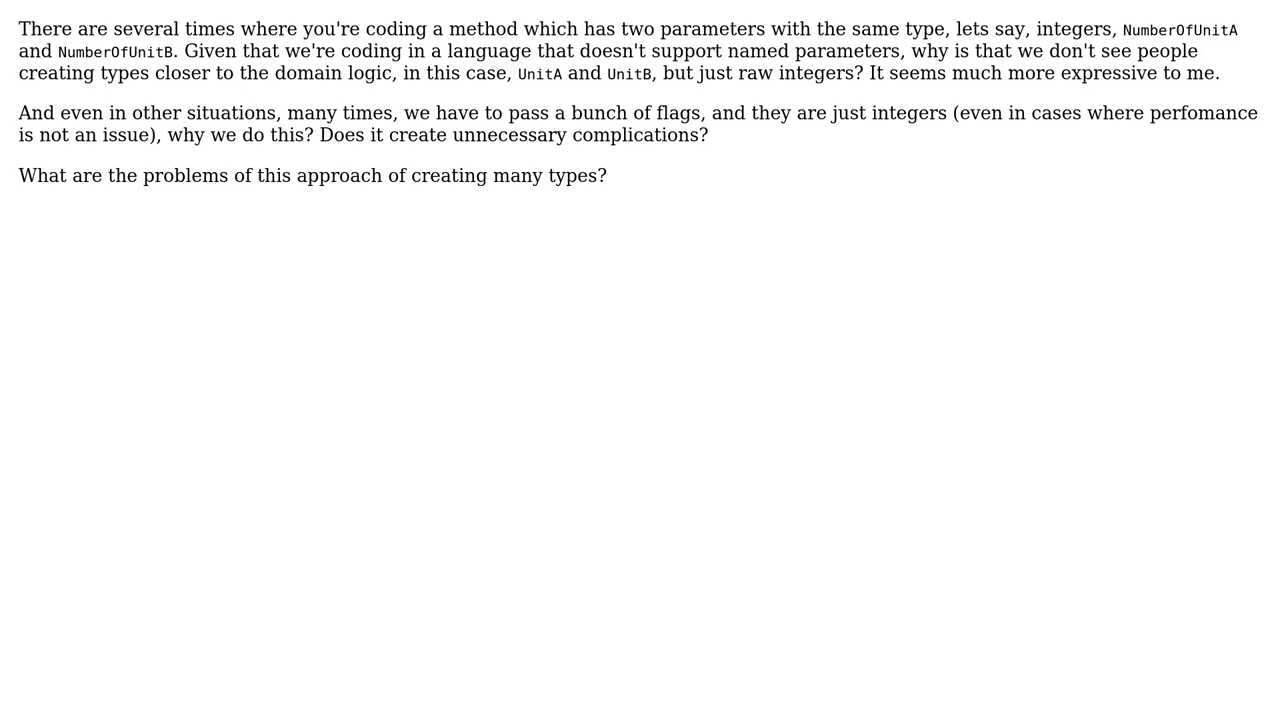 There are several times where you're coding a method which has two parameters with the same type, lets say, integers, NumberOfUnitA
and NumberOfUnitB. Given that we're coding in a language that doesn't support named parameters, why is that we don't see people
creating types closer to the domain logic, in this case, UnitA and UnitB, but just raw integers? It seems much more expressive to me.
And even in other situations, many times, we have to pass a bunch of flags, and they are just integers (even in cases where perfomance
is not an issue), why we do this? Does it create unnecessary complications?
What are the problems of this approach of creating many types?